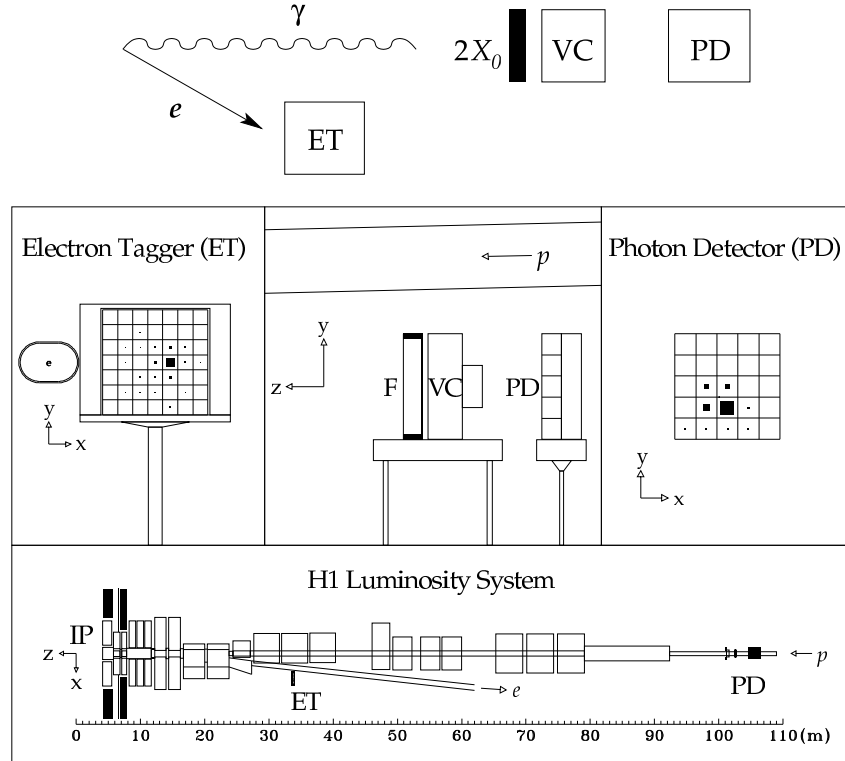 γ
2X₀ VC PD
e
ET
Electron Tagger (ET)
p
Photon Detector (PD)
y
z
F VC PD
e
y
x
y
x
H1 Luminosity System
IP
z
x
p
PD
ET
e
0 10 20 30 40 50 60 70 80 90 100 110 (m)